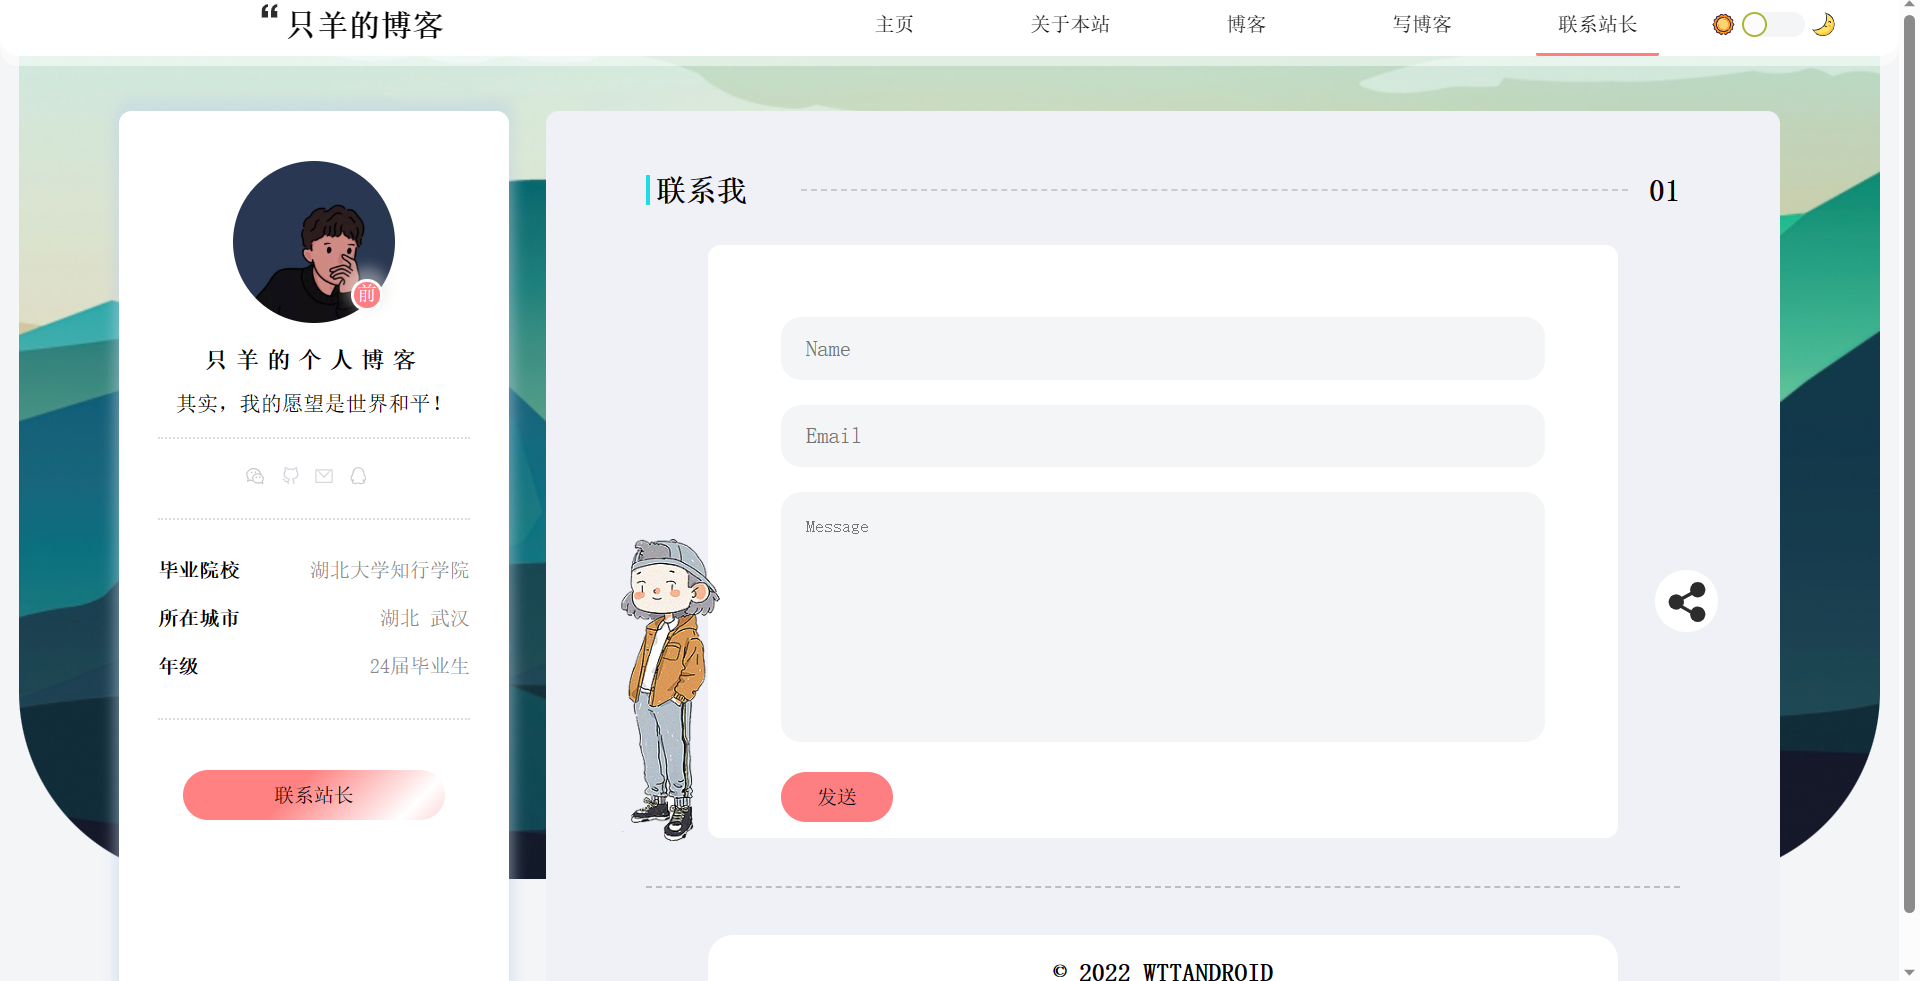 “ 只羊的博客
主页
关于本站
博客
写博客
联系站长
前
只羊的个人博客
其实，我的愿望是世界和平！
毕业院校 湖北大学知行学院
所在城市 湖北 武汉
年级 24届毕业生
联系站长
联系我
01
Name
Email
Message
发送
© 2022 WTTANDROID